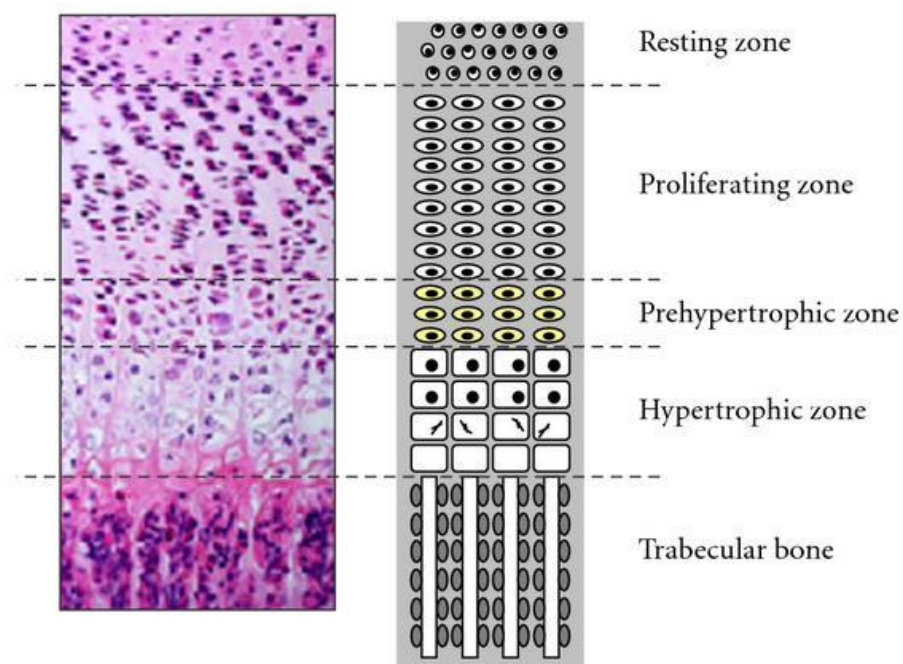 Resting zone
Proliferating zone
Prehypertrophic zone
Hypertrophic zone
Trabecular bone